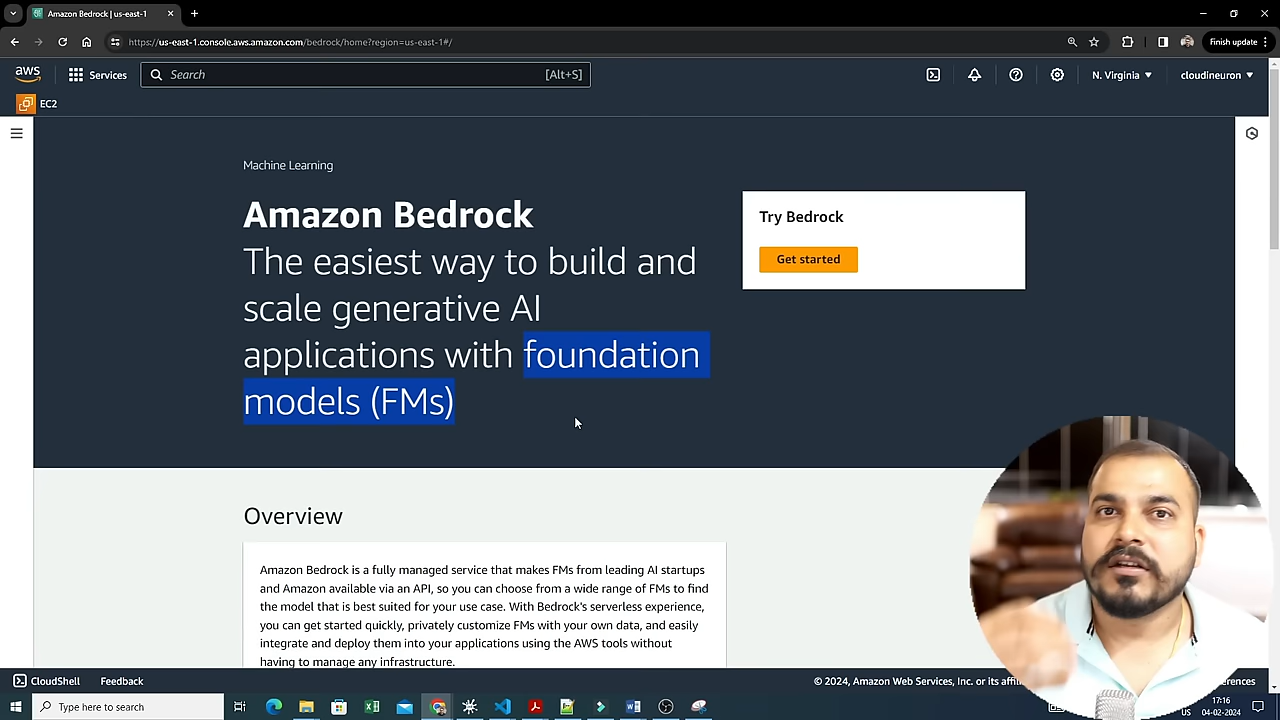 Amazon Bedrock | us-east-1
https://us-east-1.console.aws.amazon.com/bedrock/home?region=us-east-1#/
Finish update
aws
Services
Search
[Alt+S]
N. Virginia
cloudineuron
EC2
Machine Learning
Amazon Bedrock
The easiest way to build and
scale generative AI
applications with foundation
models (FMs)
Try Bedrock
Get started
Overview
Amazon Bedrock is a fully managed service that makes FMs from leading AI startups
and Amazon available via an API, so you can choose from a wide range of FMs to find
the model that is best suited for your use case. With Bedrock's serverless experience,
you can get started quickly, privately customize FMs with your own data, and easily
integrate and deploy them into your applications using the AWS tools without
having to manage any infrastructure.
CloudShell
Feedback
© 2024, Amazon Web Services, Inc. or its
Type here to search
US
17:16
04-02-2024